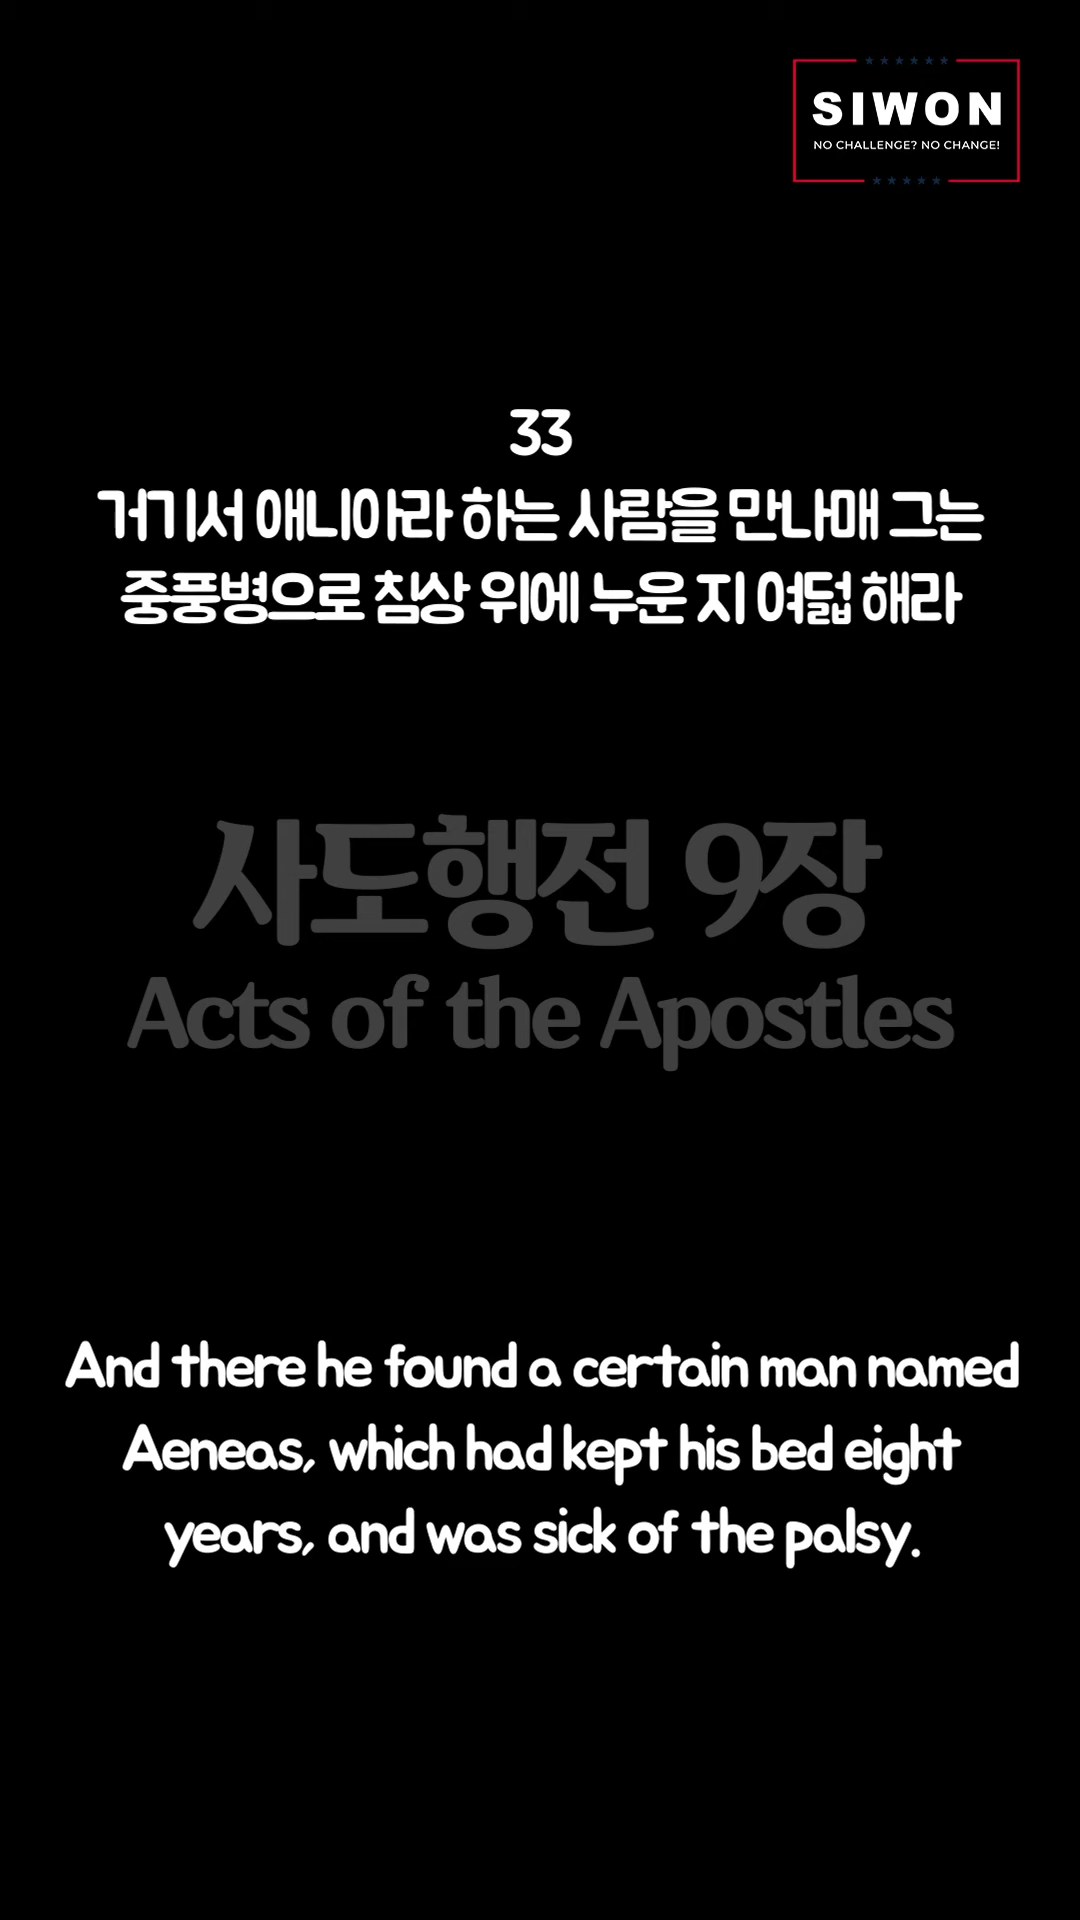 SIWON
NO CHALLENGE? NO CHANGE!
33
거기서 애니아라 하는 사람을 만나매 그는
중풍병으로 침상 위에 누운 지 여덟 해라
사도행전 9장
Acts of the Apostles
And there he found a certain man named
Aeneas, which had kept his bed eight
years, and was sick of the palsy.